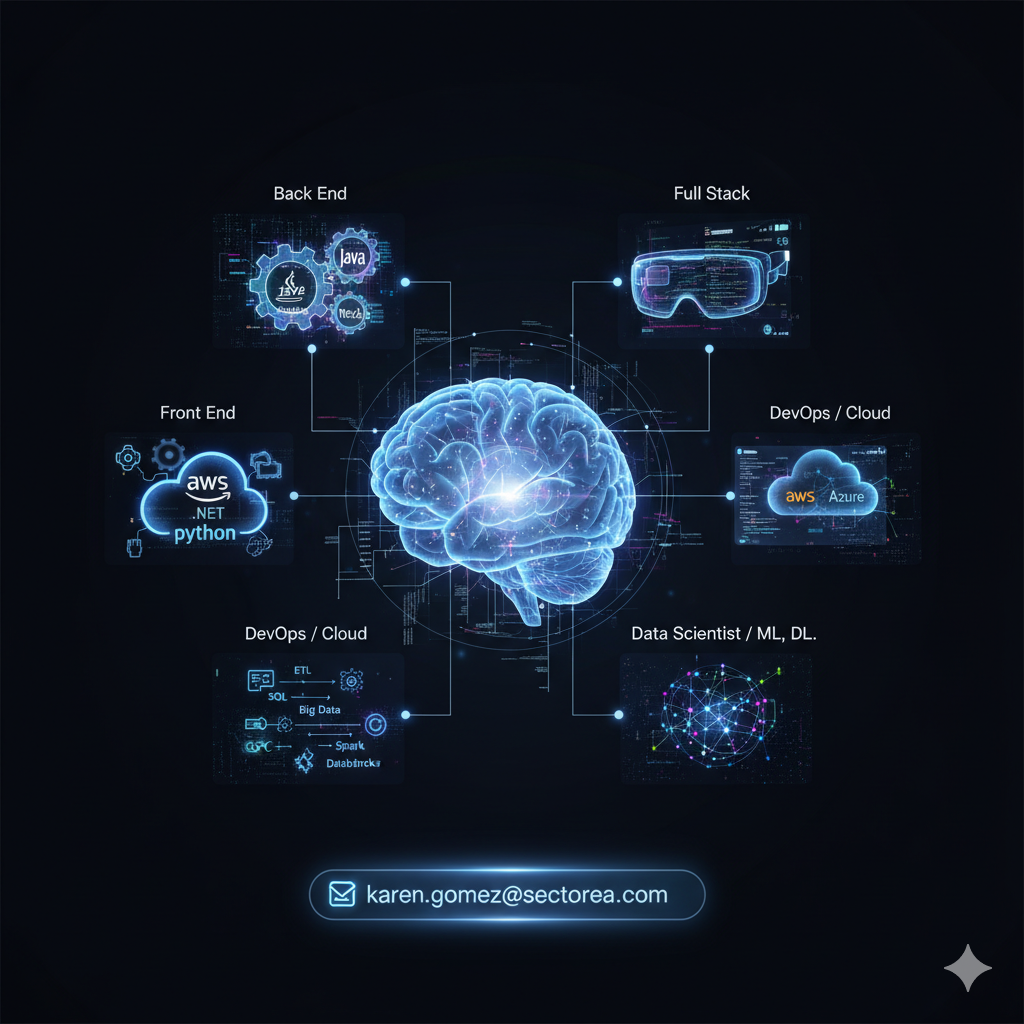 Back End
Full Stack
Java
Front End
DevOps / Cloud
aws
.NET
python
aws Azure
DevOps / Cloud
Data Scientist / ML, DL.
ETL
SQL
Big Data
Spark
karen.gomez@sectorea.com